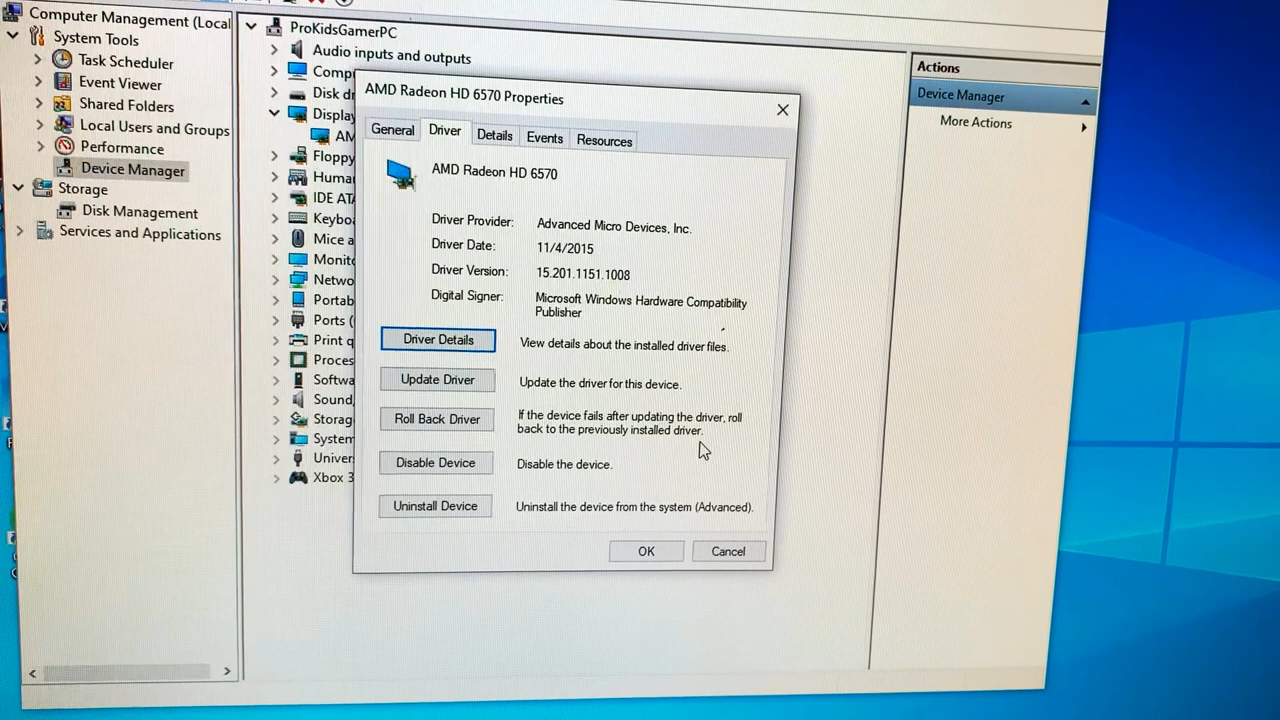 Computer Management (Local
System Tools
Task Scheduler
Event Viewer
Shared Folders
Local Users and Groups
Performance
Device Manager
Storage
Disk Management
Services and Applications
ProKidsGamerPC
Audio inputs and outputs
Comp
Disk dr
Display
AM
Floppy
Humar
IDE ATA
Keyboa
Mice a
Monito
Netwo
Portab
Ports (
Print q
Proces
Softwa
Sound,
Storag
System
Univer
Xbox 3
AMD Radeon HD 6570 Properties
General Driver Details Events Resources
AMD Radeon HD 6570
Driver Provider: Advanced Micro Devices, Inc.
Driver Date: 11/4/2015
Driver Version: 15.201.1151.1008
Digital Signer: Microsoft Windows Hardware Compatibility
Publisher
Driver Details View details about the installed driver files.
Update Driver Update the driver for this device.
Roll Back Driver If the device fails after updating the driver, roll
back to the previously installed driver.
Disable Device Disable the device.
Uninstall Device Uninstall the device from the system (Advanced).
OK Cancel
Actions
Device Manager
More Actions